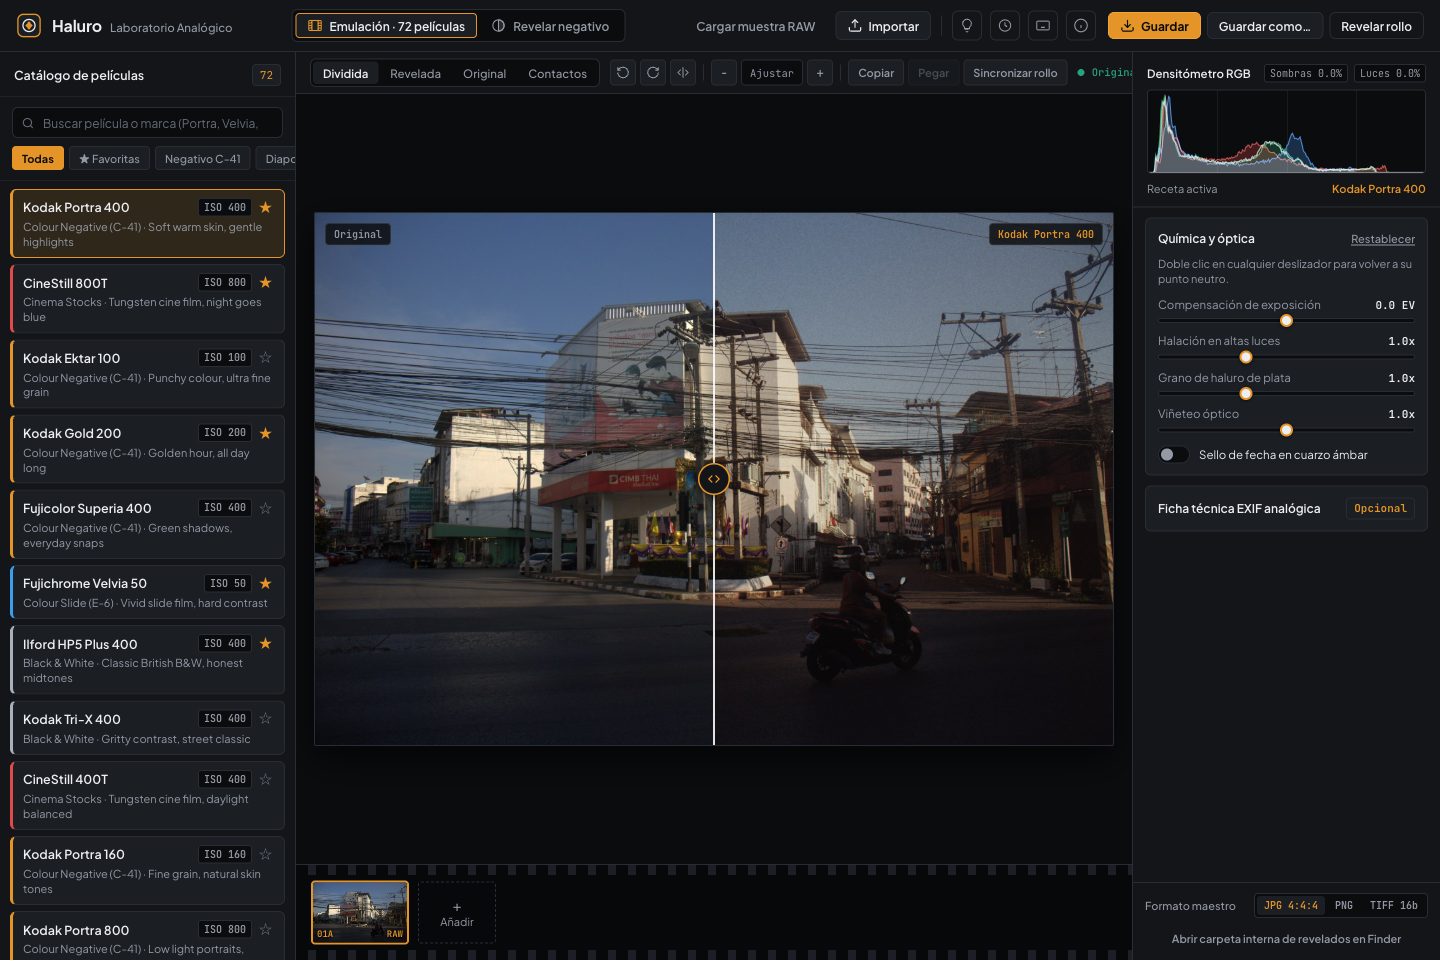 Haluro Laboratorio Analógico
Emulación · 72 películas
Revelar negativo
Cargar muestra RAW
Importar
Guardar
Guardar como...
Revelar rollo
Catálogo de películas
72
Buscar película o marca (Portra, Velvia,
Todas
Favoritas
Negativo C-41
Diapo
Kodak Portra 400
ISO 400
Colour Negative (C-41) · Soft warm skin, gentle
highlights
CineStill 800T
ISO 800
Cinema Stocks · Tungsten cine film, night goes
blue
Kodak Ektar 100
ISO 100
Colour Negative (C-41) · Punchy colour, ultra fine
grain
Kodak Gold 200
ISO 200
Colour Negative (C-41) · Golden hour, all day
long
Fujicolor Superia 400
ISO 400
Colour Negative (C-41) · Green shadows,
everyday snaps
Fujichrome Velvia 50
ISO 50
Colour Slide (E-6) · Vivid slide film, hard contrast
Ilford HP5 Plus 400
ISO 400
Black & White · Classic British B&W, honest
midtones
Kodak Tri-X 400
ISO 400
Black & White · Gritty contrast, street classic
CineStill 400T
ISO 400
Cinema Stocks · Tungsten cine film, daylight
balanced
Kodak Portra 160
ISO 160
Colour Negative (C-41) · Fine grain, natural skin
tones
Kodak Portra 800
ISO 800
Colour Negative (C-41) · Low light portraits,
Dividida
Revelada
Original
Contactos
-
Ajustar
+
Copiar
Pegar
Sincronizar rollo
Origina
Original
Kodak Portra 400
CIMB THAI
01A
RAW
+
Añadir
Densitómetro RGB
Sombras 0.0%
Luces 0.0%
Receta activa
Kodak Portra 400
Química y óptica
Restablecer
Doble clic en cualquier deslizador para volver a su
punto neutro.
Compensación de exposición
0.0 EV
Halación en altas luces
1.0x
Grano de haluro de plata
1.0x
Viñeteo óptico
1.0x
Sello de fecha en cuarzo ámbar
Ficha técnica EXIF analógica
Opcional
Formato maestro
JPG 4:4:4
PNG
TIFF 16b
Abrir carpeta interna de revelados en Finder